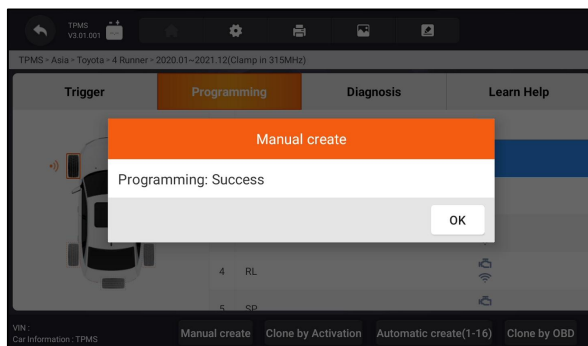 TPMS
V3.01.001
TPMS > Asia > Toyota > 4 Runner > 2020.01~2021.12(Clamp in 315MHz)
Trigger Programming Diagnosis Learn Help
Manual create
Programming: Success
OK
4 RL
5 SP
VIN :
Car Information : TPMS
Manual create Clone by Activation Automatic create(1-16) Clone by OBD